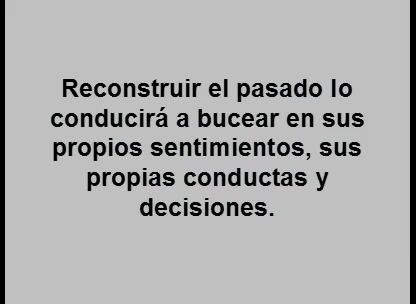 Reconstruir el pasado lo
conducirá a bucear en sus
propios sentimientos, sus
propias conductas y
decisiones.